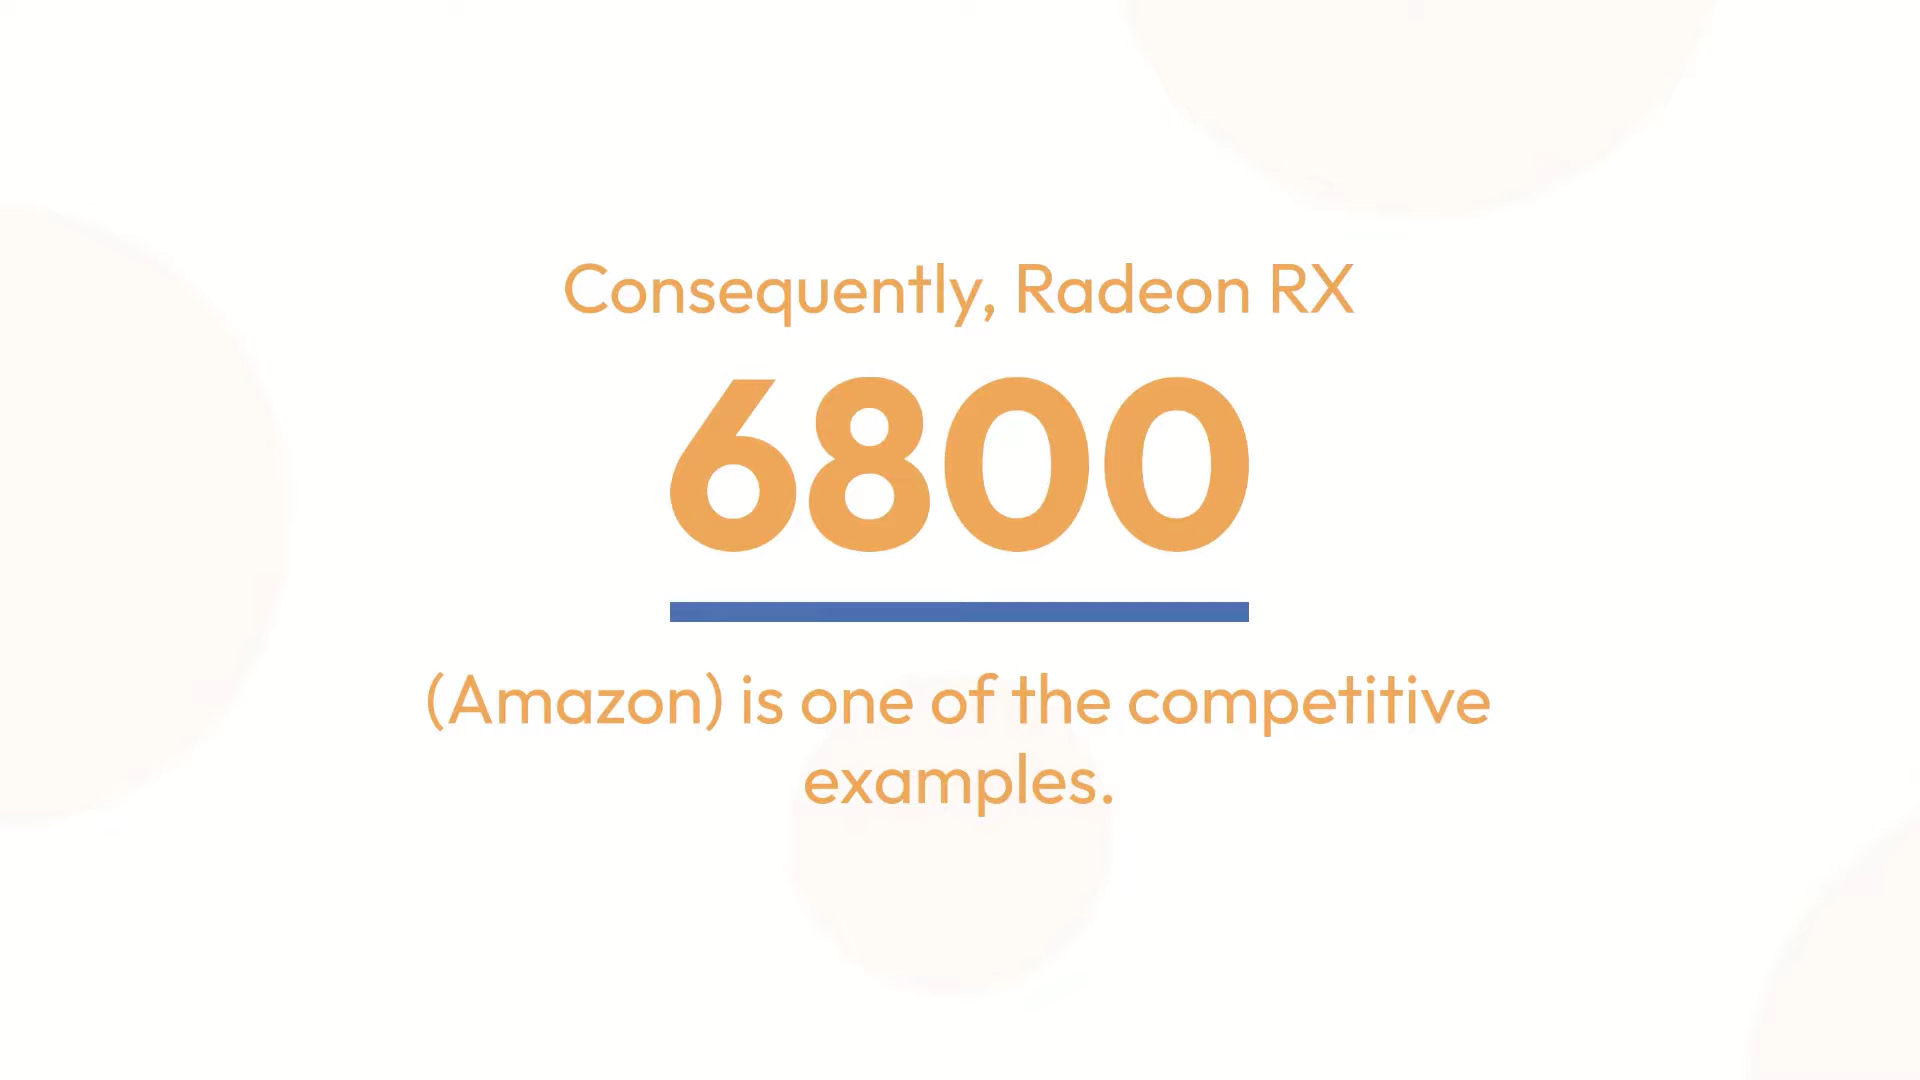 Consequently, Radeon RX
6800
(Amazon) is one of the competitive
examples.